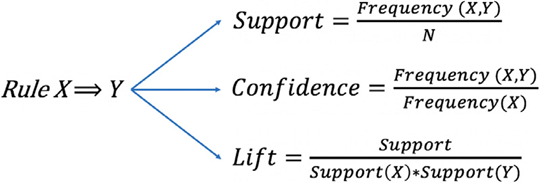 Support = Frequency (X,Y) / N
Rule X ⟹ Y
Confidence = Frequency (X,Y) / Frequency(X)
Lift = Support / Support(X)*Support(Y)